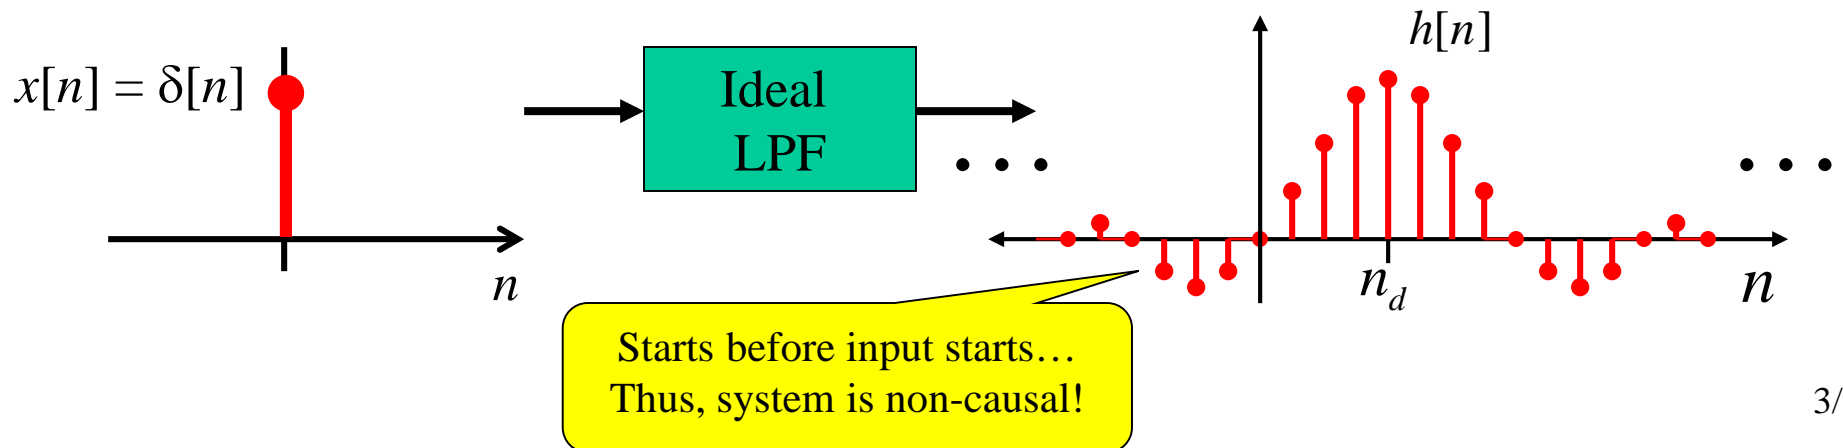 x[n] = δ[n]
n
Ideal
LPF
• • •
h[n]
• • •
n_d
n
Starts before input starts…
Thus, system is non-causal!
3/